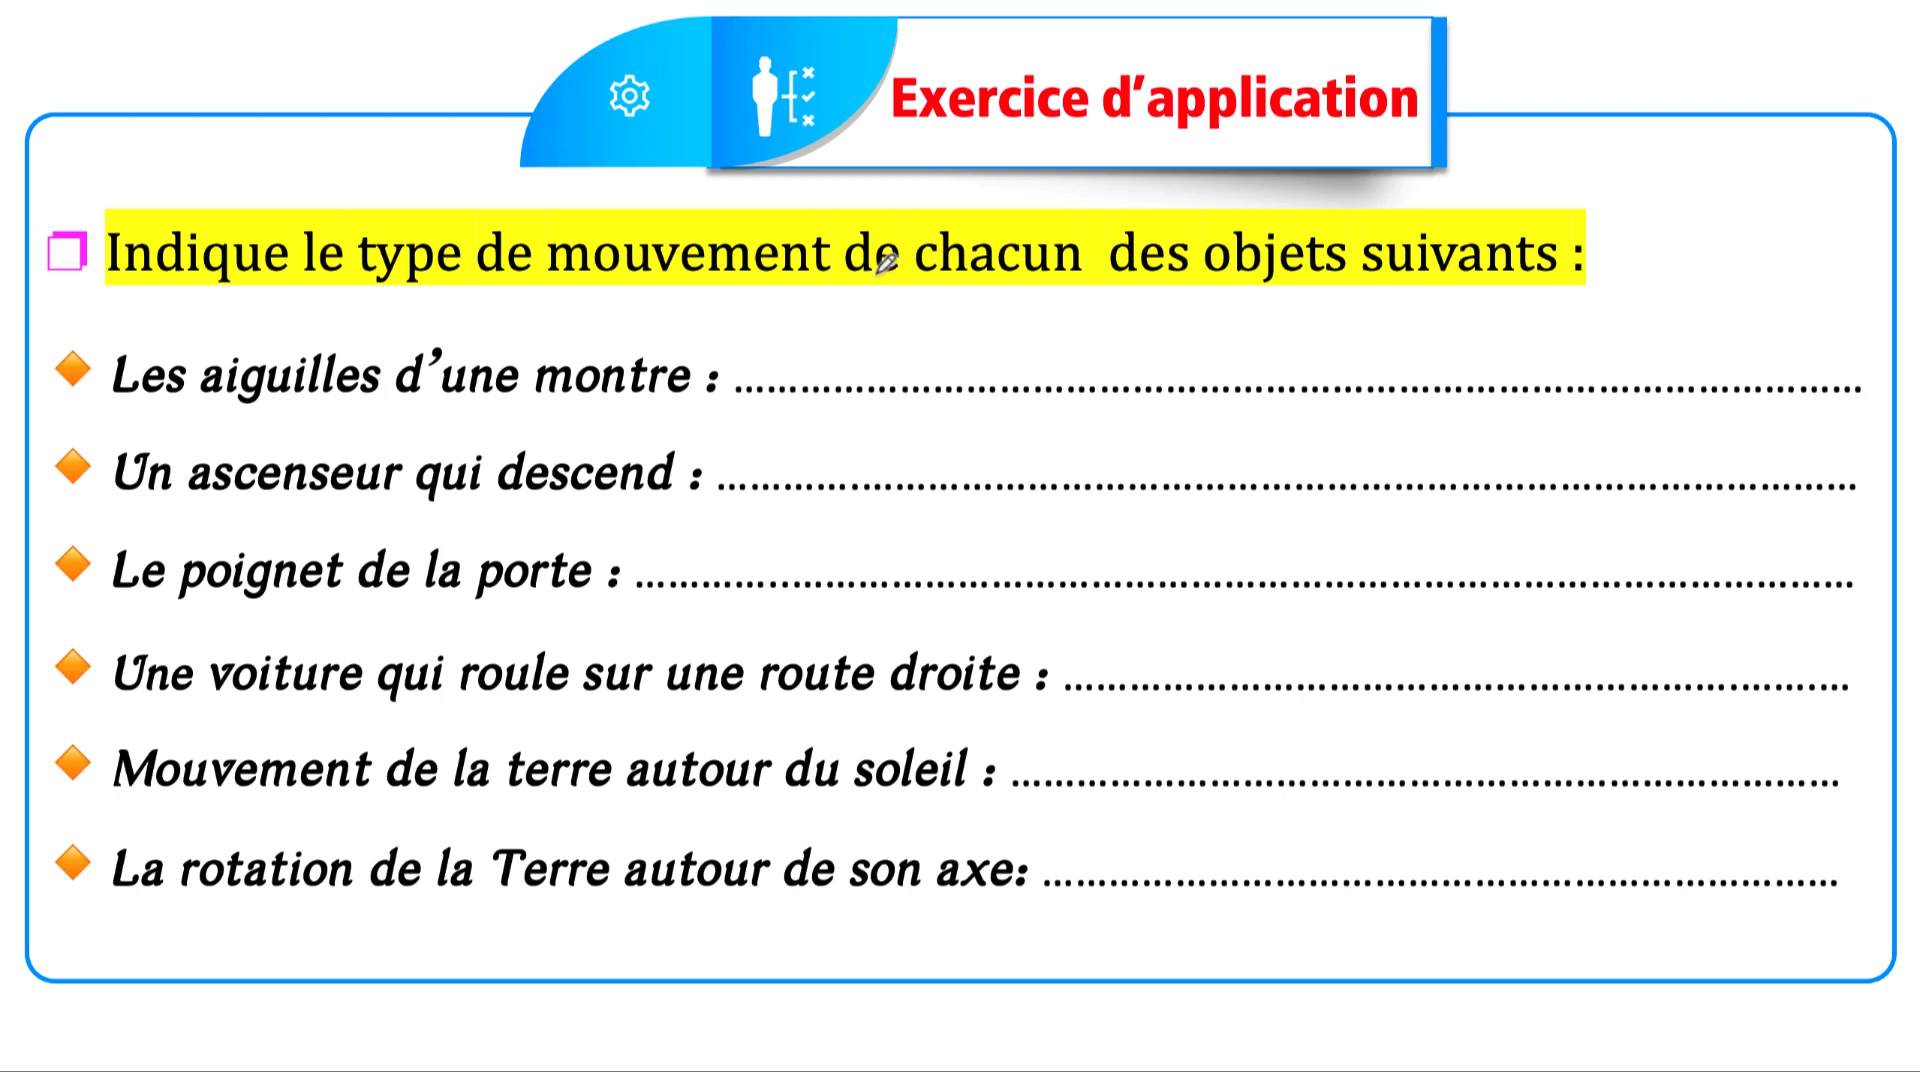 Exercice d’application
Indique le type de mouvement de chacun des objets suivants :
Les aiguilles d’une montre : ........................................................................
Un ascenseur qui descend : ........................................................................
Le poignet de la porte : ........................................................................
Une voiture qui roule sur une route droite : ........................................................................
Mouvement de la terre autour du soleil : ........................................................................
La rotation de la Terre autour de son axe: ........................................................................